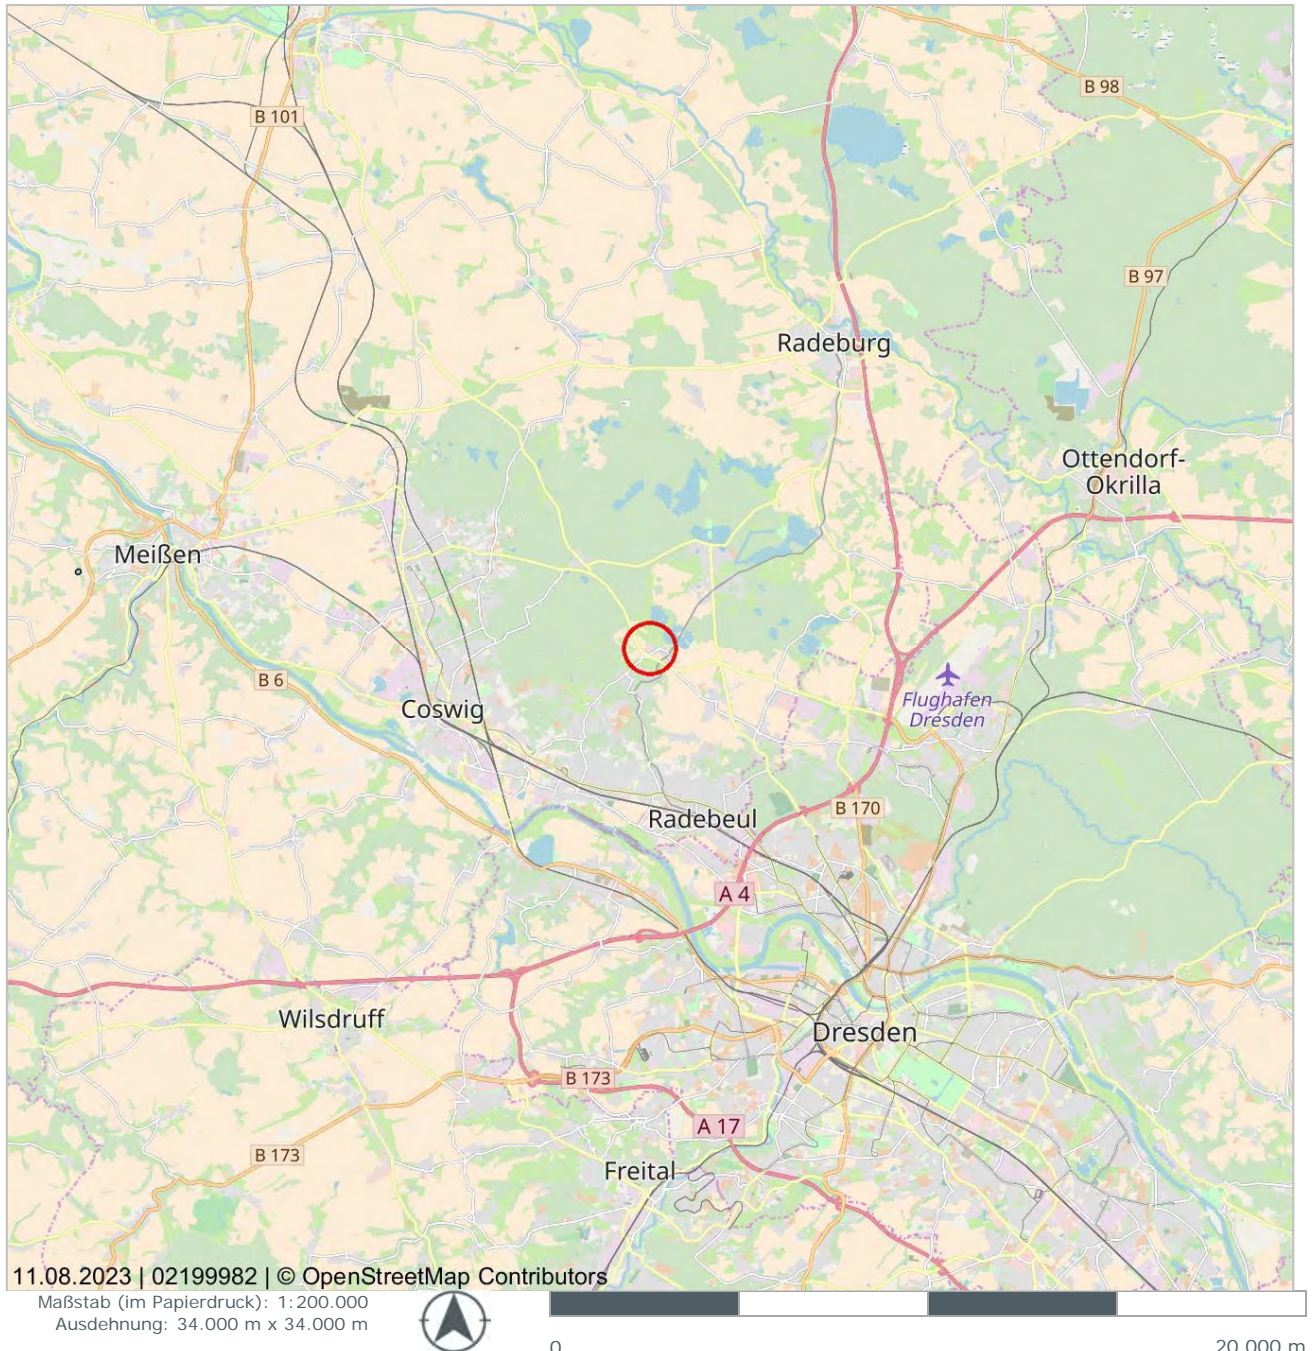 B 101
B 98
B 97
Radeburg
Ottendorf-
Okrilla
Meißen
B 6
Coswig
Flughafen
Dresden
B 170
Radebeul
A 4
Wilsdruff
Dresden
B 173
A 17
B 173
Freital
11.08.2023 | 02199982 | © OpenStreetMap Contributors
Maßstab (im Papierdruck): 1:200.000
Ausdehnung: 34.000 m x 34.000 m
0
20.000 m